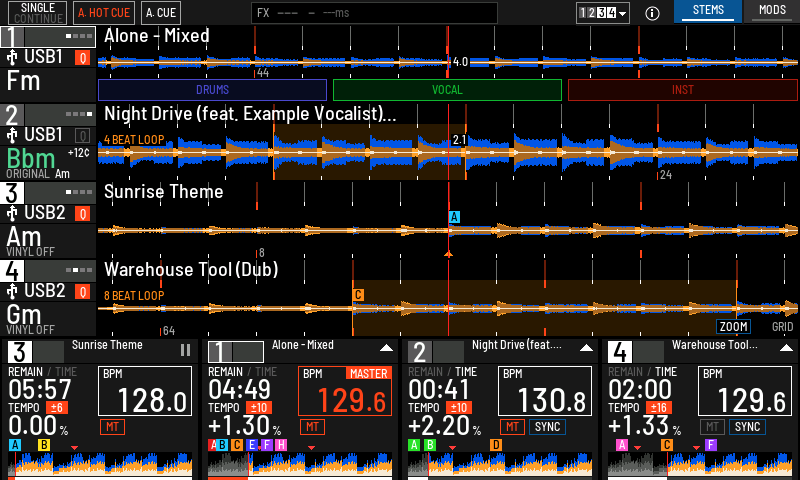 SINGLE
CONTINUE
A. HOT CUE
A. CUE
FX --- - ---ms
1 2 3 4
STEMS
MODS
1
USB1 0
Fm
Alone - Mixed
4.0
44
DRUMS
VOCAL
INST
2
USB1 0
Bbm +12¢
ORIGINAL Am
Night Drive (feat. Example Vocalist)...
4 BEAT LOOP
2.1
24
3
USB2 0
Am
VINYL OFF
Sunrise Theme
A
8
4
USB2 0
Gm
VINYL OFF
Warehouse Tool (Dub)
8 BEAT LOOP
C
64
ZOOM
GRID
3 Sunrise Theme
REMAIN / TIME
05:57
TEMPO ±6
0.00%
BPM
128.0
MT
A B
1 Alone - Mixed
REMAIN / TIME
04:49
TEMPO ±10
+1.30%
BPM MASTER
129.6
MT
A B C E F H
2 Night Drive (feat....
REMAIN / TIME
00:41
TEMPO ±10
+2.20%
BPM
130.8
MT SYNC
A B D
4 Warehouse Tool...
REMAIN / TIME
02:00
TEMPO ±16
+1.33%
BPM
129.6
MT SYNC
A C F